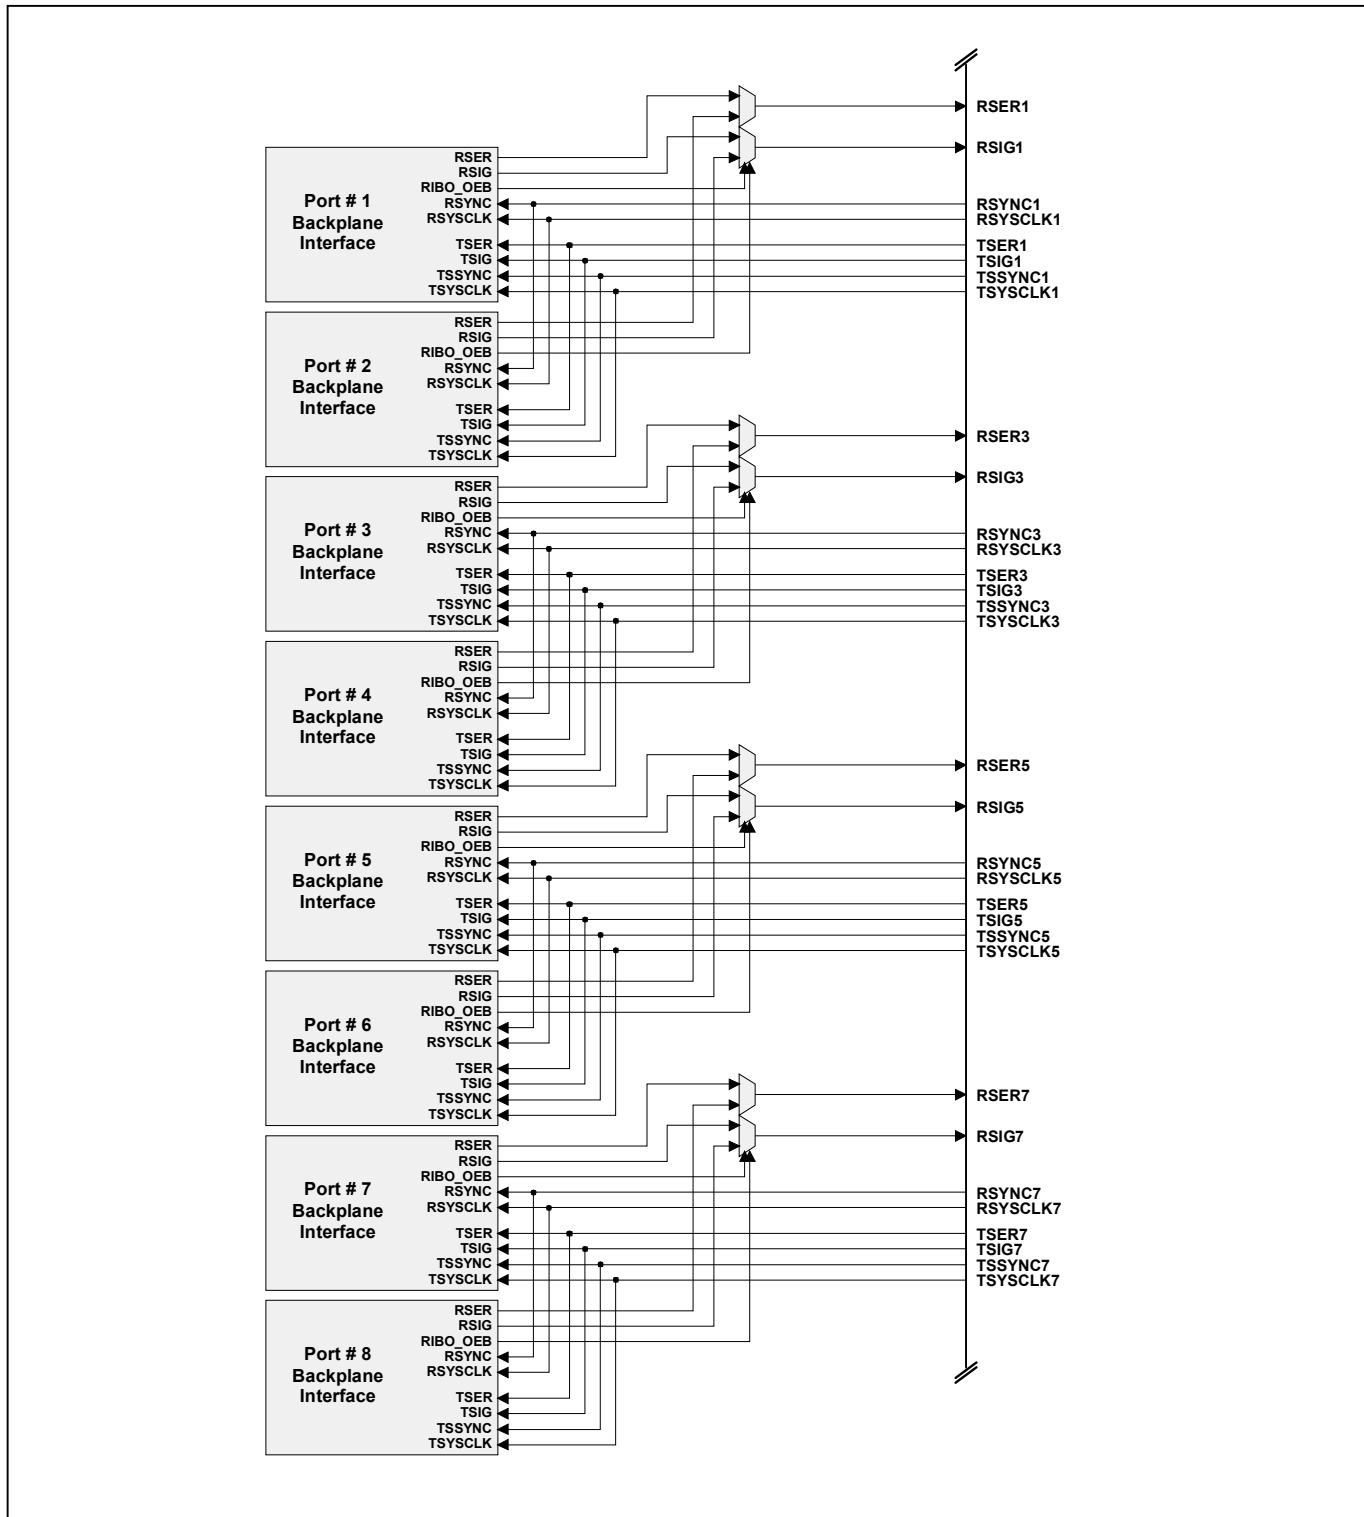 RSER1
RSIG1
Port # 1
Backplane
Interface
RSER
RSIG
RIBO_OEB
RSYNC
RSYSCLK
TSER
TSIG
TSSYNC
TSYSCLK
RSYNC1
RSYSCLK1
TSER1
TSIG1
TSSYNC1
TSYSCLK1
Port # 2
Backplane
Interface
RSER
RSIG
RIBO_OEB
RSYNC
RSYSCLK
TSER
TSIG
TSSYNC
TSYSCLK
RSER3
RSIG3
Port # 3
Backplane
Interface
RSER
RSIG
RIBO_OEB
RSYNC
RSYSCLK
TSER
TSIG
TSSYNC
TSYSCLK
RSYNC3
RSYSCLK3
TSER3
TSIG3
TSSYNC3
TSYSCLK3
Port # 4
Backplane
Interface
RSER
RSIG
RIBO_OEB
RSYNC
RSYSCLK
TSER
TSIG
TSSYNC
TSYSCLK
RSER5
RSIG5
Port # 5
Backplane
Interface
RSER
RSIG
RIBO_OEB
RSYNC
RSYSCLK
TSER
TSIG
TSSYNC
TSYSCLK
RSYNC5
RSYSCLK5
TSER5
TSIG5
TSSYNC5
TSYSCLK5
Port # 6
Backplane
Interface
RSER
RSIG
RIBO_OEB
RSYNC
RSYSCLK
TSER
TSIG
TSSYNC
TSYSCLK
RSER7
RSIG7
Port # 7
Backplane
Interface
RSER
RSIG
RIBO_OEB
RSYNC
RSYSCLK
TSER
TSIG
TSSYNC
TSYSCLK
RSYNC7
RSYSCLK7
TSER7
TSIG7
TSSYNC7
TSYSCLK7
Port # 8
Backplane
Interface
RSER
RSIG
RIBO_OEB
RSYNC
RSYSCLK
TSER
TSIG
TSSYNC
TSYSCLK